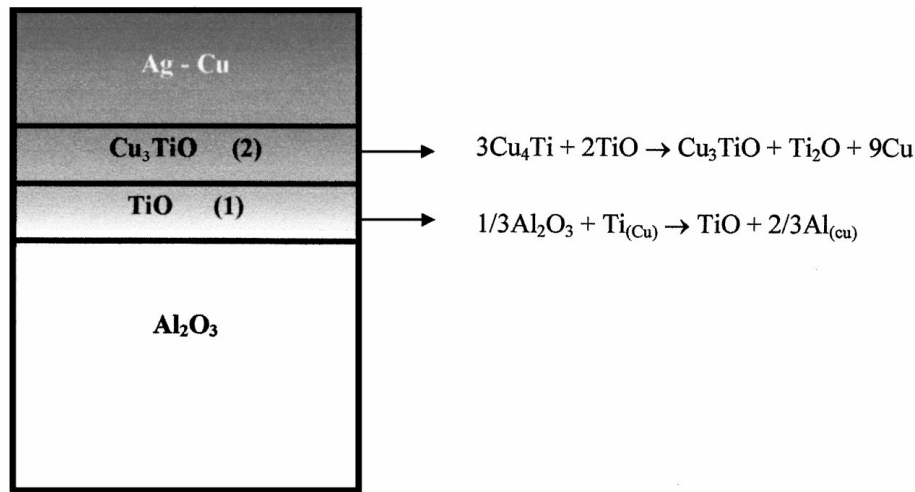 Ag - Cu
Cu₃TiO (2)
3Cu₄Ti + 2TiO → Cu₃TiO + Ti₂O + 9Cu
TiO (1)
1/3Al₂O₃ + Ti₍Cu₎ → TiO + 2/3Al₍cu₎
Al₂O₃